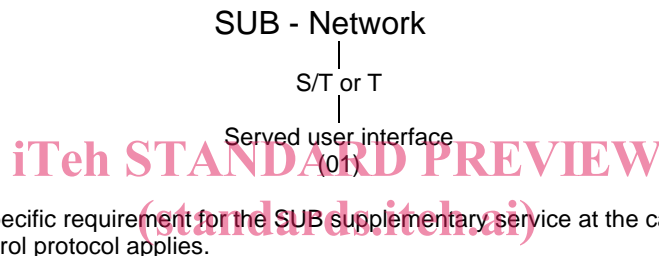 SUB - Network
S/T or T
Served user interface
(01)
iTeh STANDARD PREVIEW
(standards.iteh.ai)
ecific requirement for the SUB supplementary service at the ca
rol protocol applies.